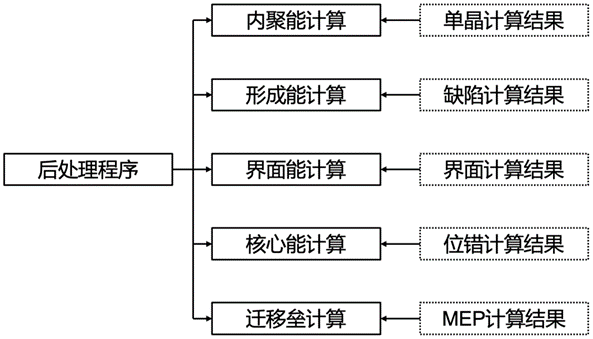 内聚能计算
单晶计算结果
形成能计算
缺陷计算结果
后处理程序
界面能计算
界面计算结果
核心能计算
位错计算结果
迁移垒计算
MEP计算结果